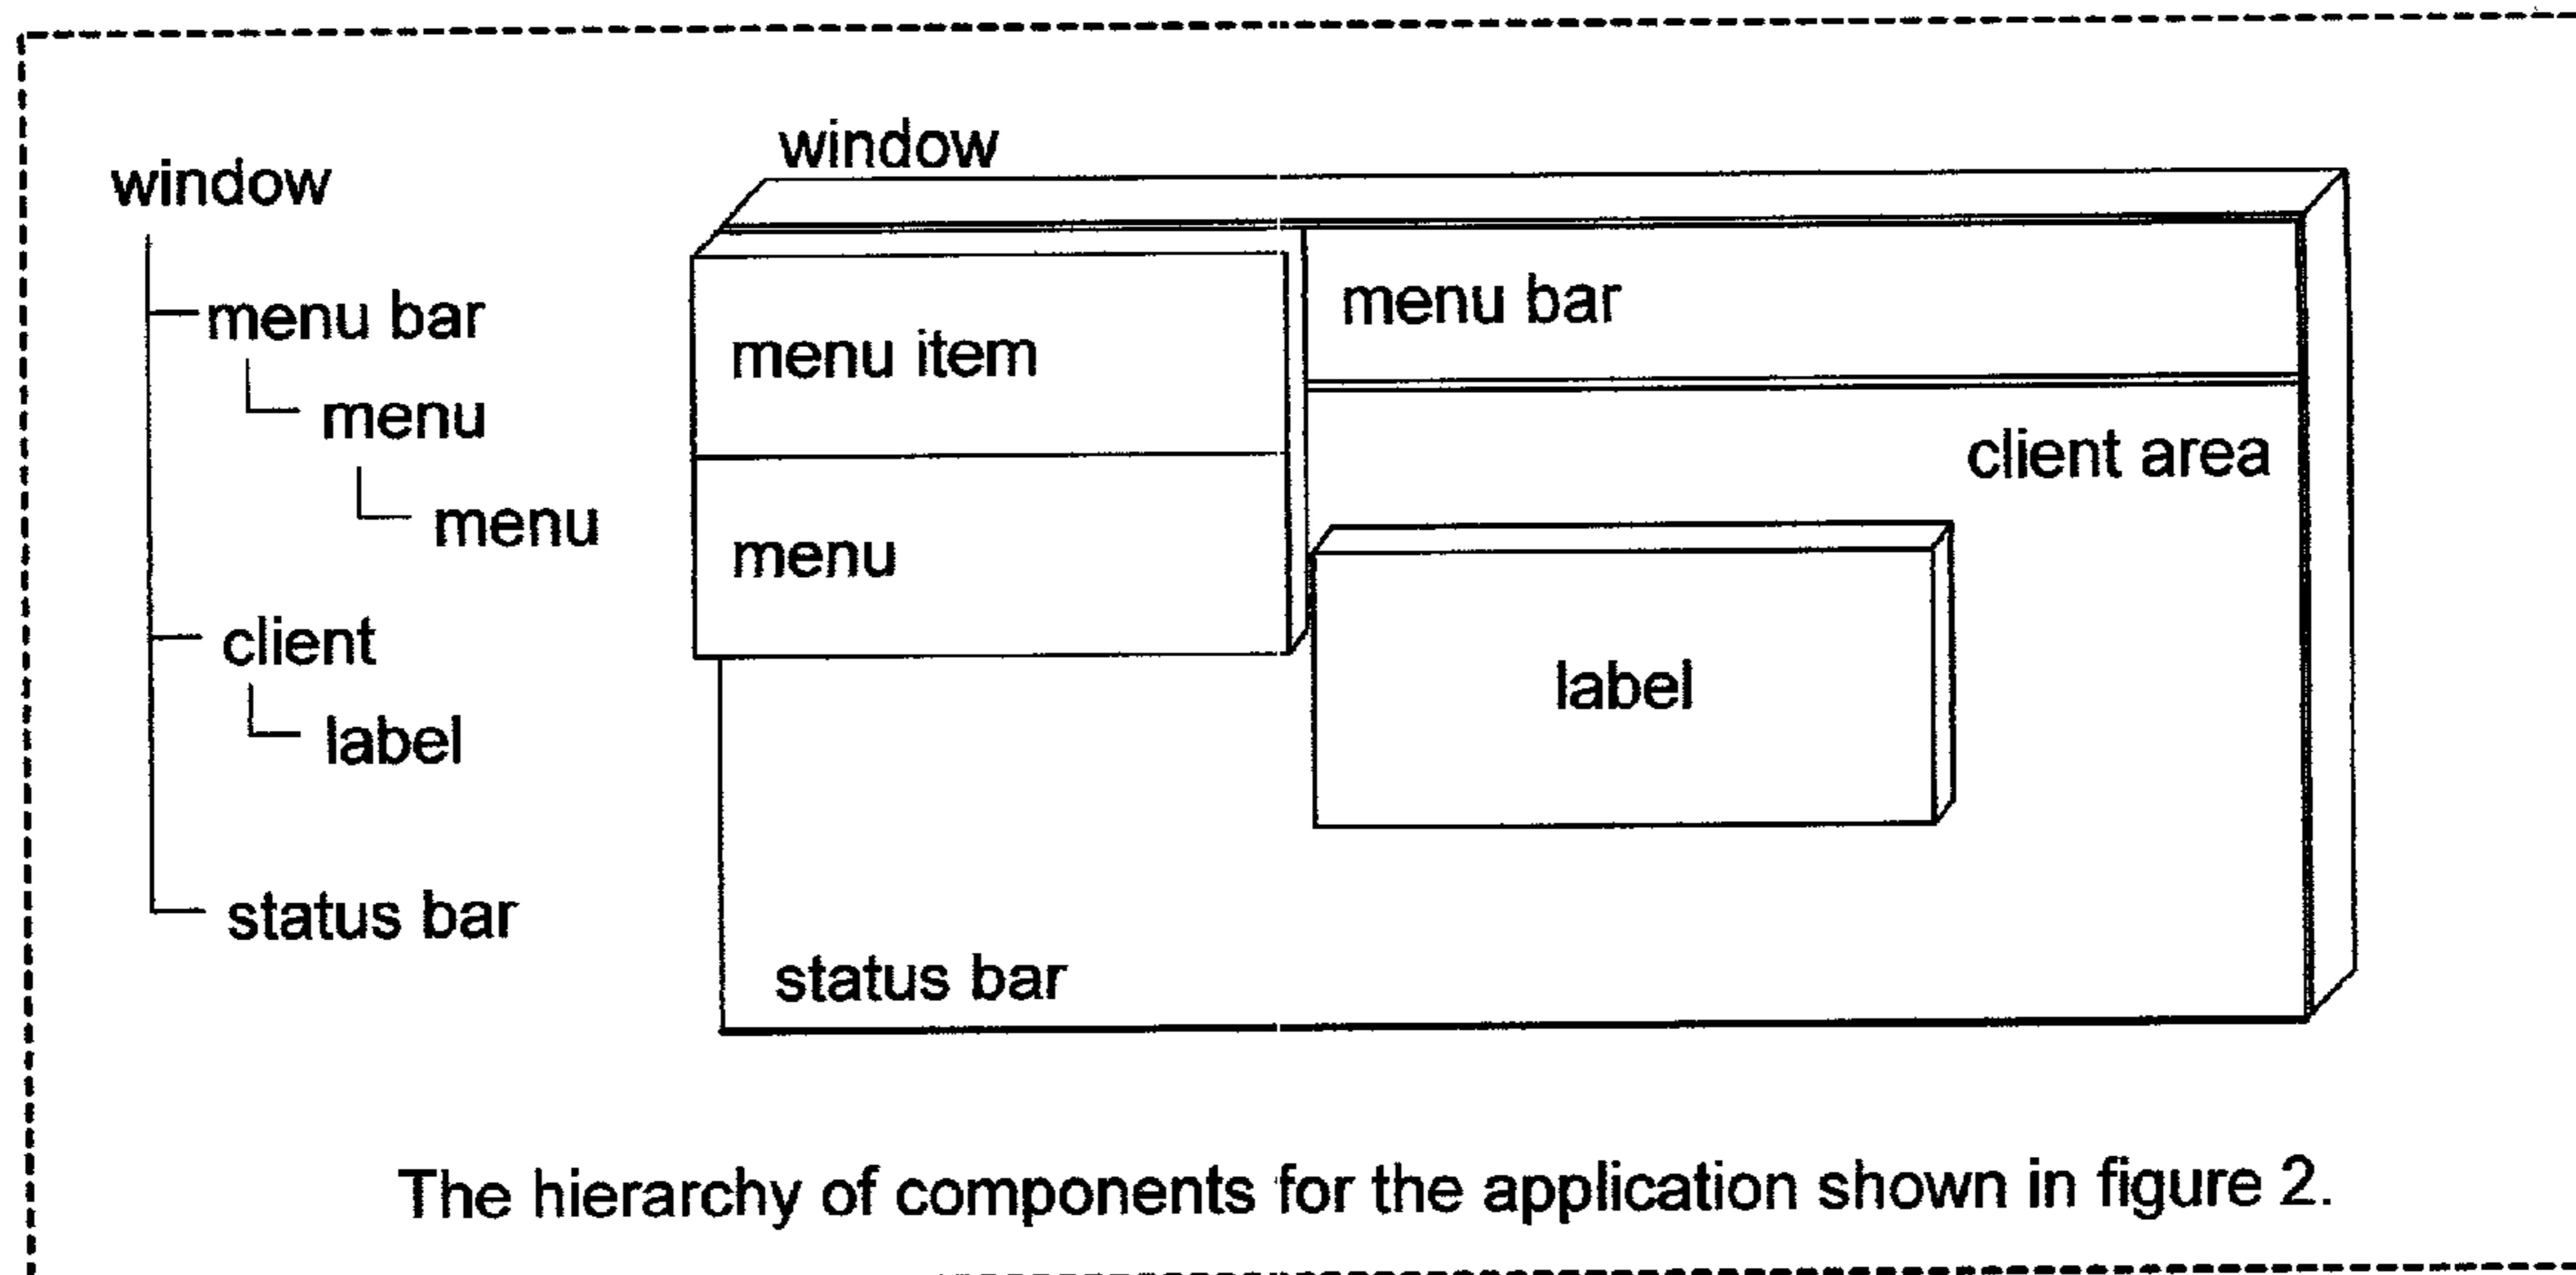 window
menu bar
menu
menu
client
label
status bar
window
menu item
menu bar
menu
client area
label
status bar
The hierarchy of components for the application shown in figure 2.